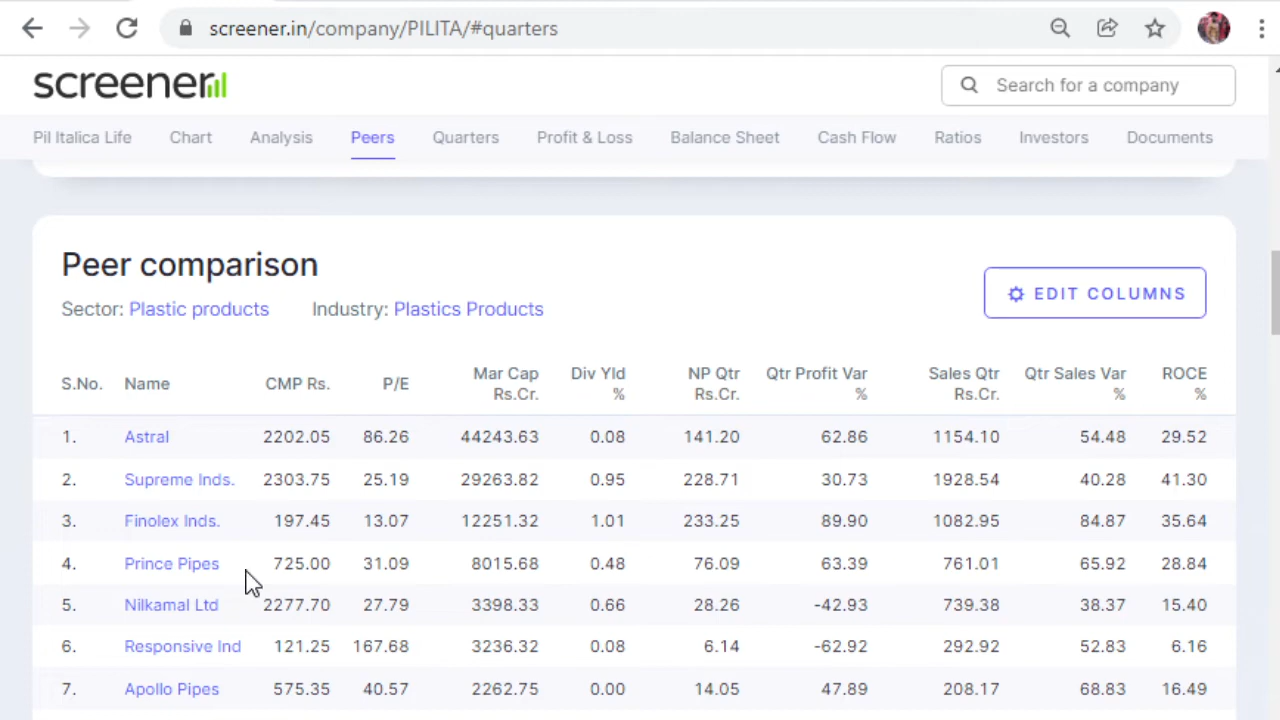 screener.in/company/PILITA/#quarters
screener
Search for a company
Pil Italica Life Chart Analysis Peers Quarters Profit & Loss Balance Sheet Cash Flow Ratios Investors Documents
Peer comparison
Sector: Plastic products Industry: Plastics Products
EDIT COLUMNS
S.No. Name CMP Rs. P/E Mar Cap Rs.Cr. Div Yld % NP Qtr Rs.Cr. Qtr Profit Var % Sales Qtr Rs.Cr. Qtr Sales Var % ROCE %
1. Astral 2202.05 86.26 44243.63 0.08 141.20 62.86 1154.10 54.48 29.52
2. Supreme Inds. 2303.75 25.19 29263.82 0.95 228.71 30.73 1928.54 40.28 41.30
3. Finolex Inds. 197.45 13.07 12251.32 1.01 233.25 89.90 1082.95 84.87 35.64
4. Prince Pipes 725.00 31.09 8015.68 0.48 76.09 63.39 761.01 65.92 28.84
5. Nilkamal Ltd 2277.70 27.79 3398.33 0.66 28.26 -42.93 739.38 38.37 15.40
6. Responsive Ind 121.25 167.68 3236.32 0.08 6.14 -62.92 292.92 52.83 6.16
7. Apollo Pipes 575.35 40.57 2262.75 0.00 14.05 47.89 208.17 68.83 16.49